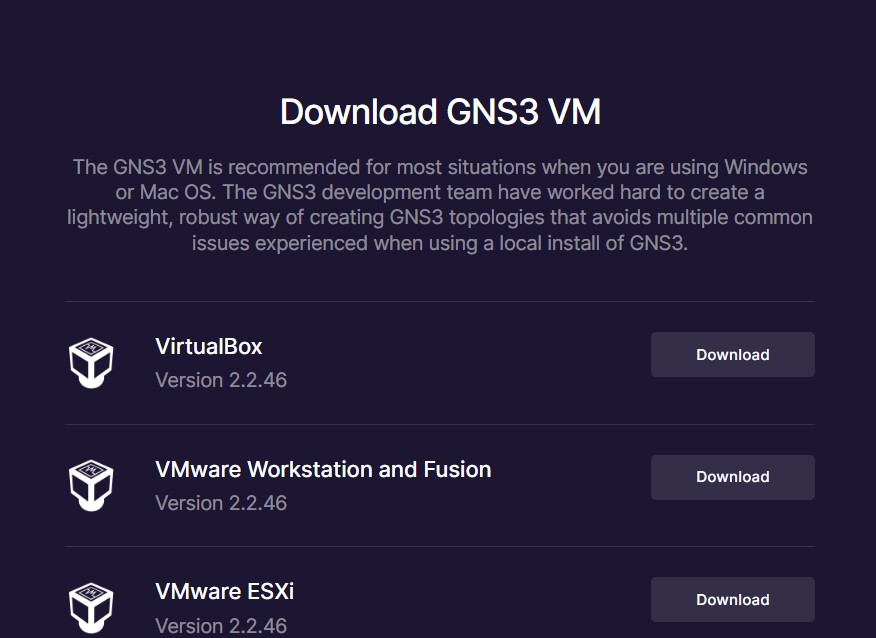 Download GNS3 VM
The GNS3 VM is recommended for most situations when you are using Windows
or Mac OS. The GNS3 development team have worked hard to create a
lightweight, robust way of creating GNS3 topologies that avoids multiple common
issues experienced when using a local install of GNS3.
VirtualBox
Version 2.2.46
Download
VMware Workstation and Fusion
Version 2.2.46
Download
VMware ESXi
Version 2.2.46
Download